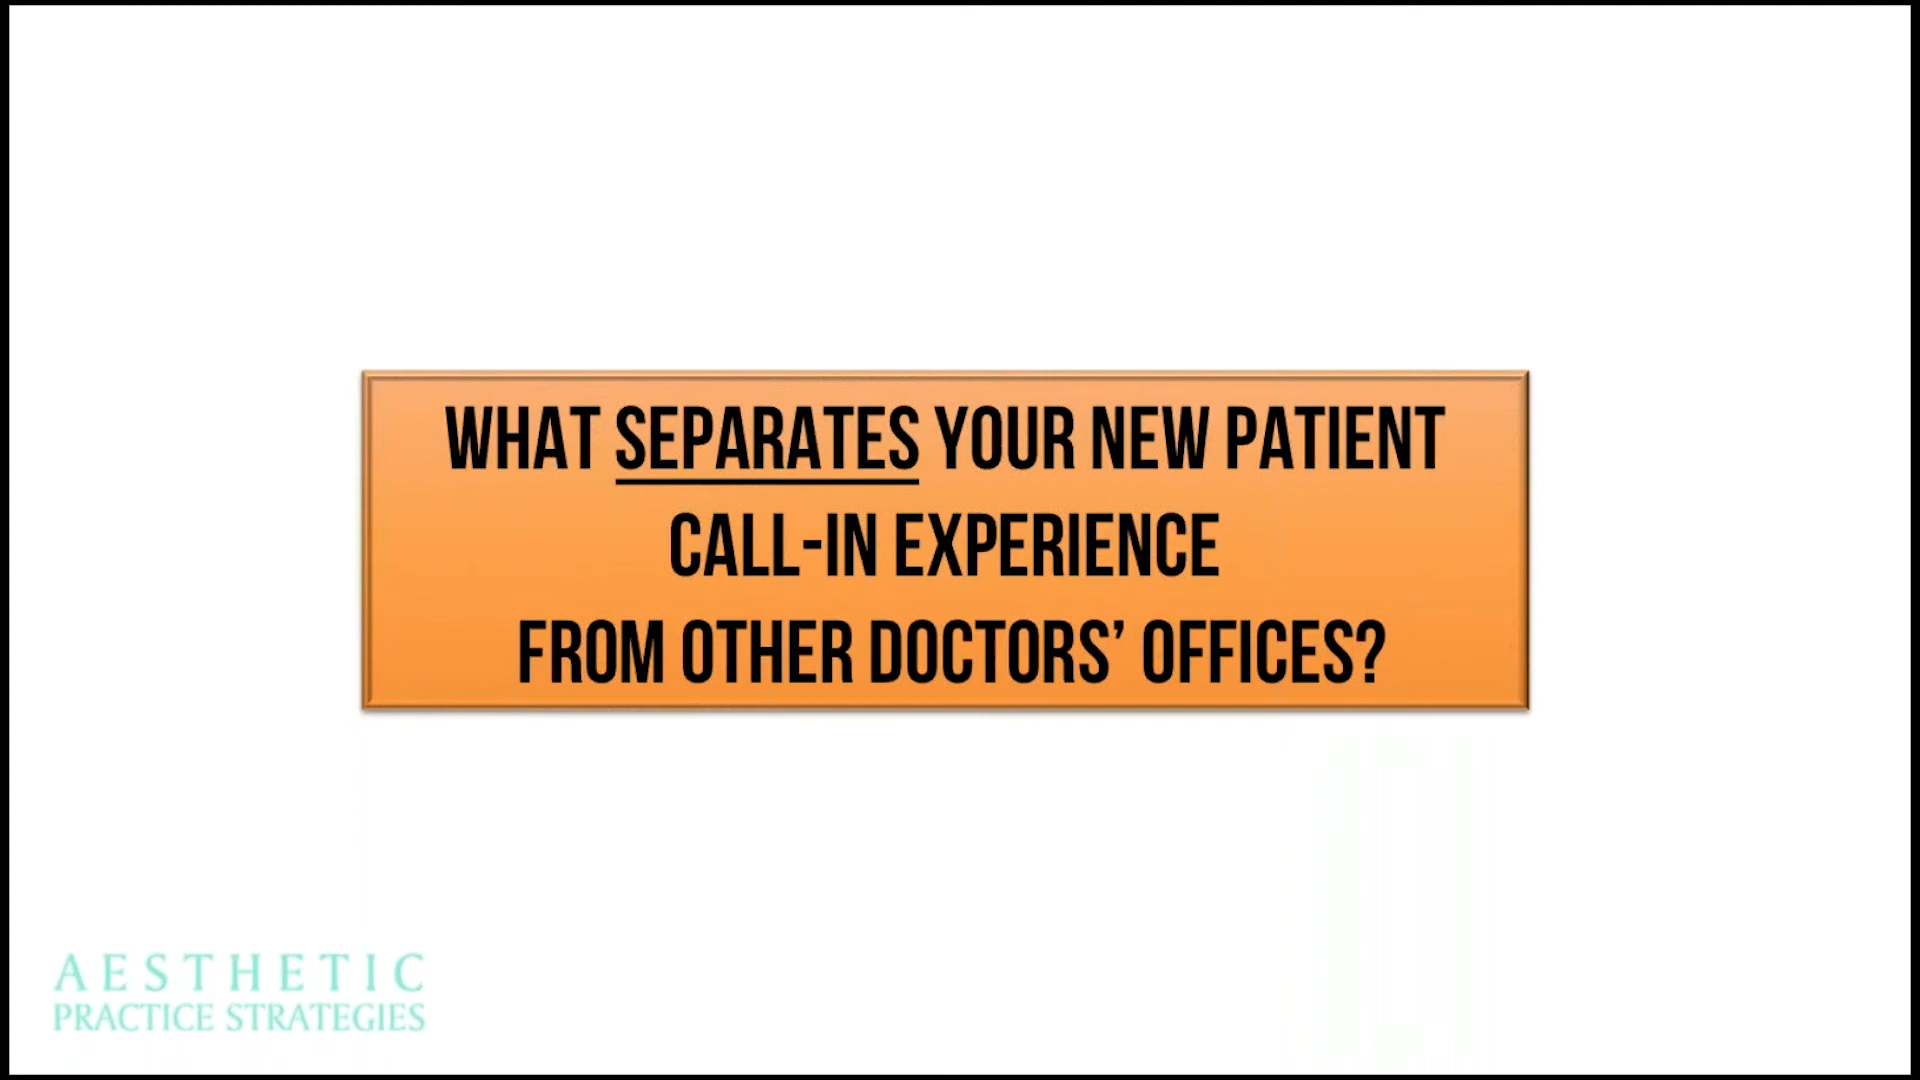 WHAT SEPARATES YOUR NEW PATIENT
CALL-IN EXPERIENCE
FROM OTHER DOCTORS’ OFFICES?
AESTHETIC
PRACTICE STRATEGIES